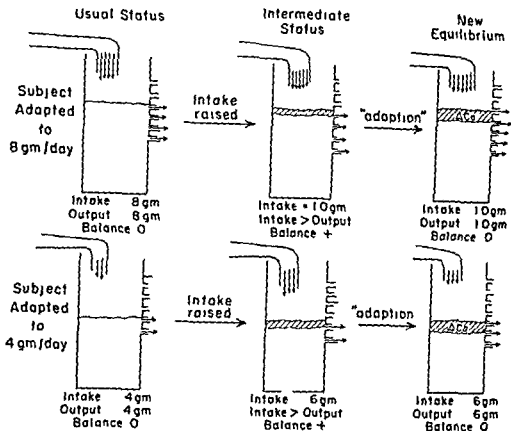 Usual Status
Intermediate
Status
New
Equilibrium
Subject
Adapted
to
8 gm/day
Intake
raised
"adaption"
ΔCo
Intake 8 gm
Output 8 gm
Balance 0
Intake = 10 gm
Intake > Output
Balance +
Intake 10 gm
Output 10 gm
Balance 0
Subject
Adapted
to
4 gm/day
Intake
raised
"adaption
ΔCo
Intake 4 gm
Output 4 gm
Balance 0
6 gm
Intake > Output
Balance +
Intake 6 gm
Output 6 gm
Balance 0